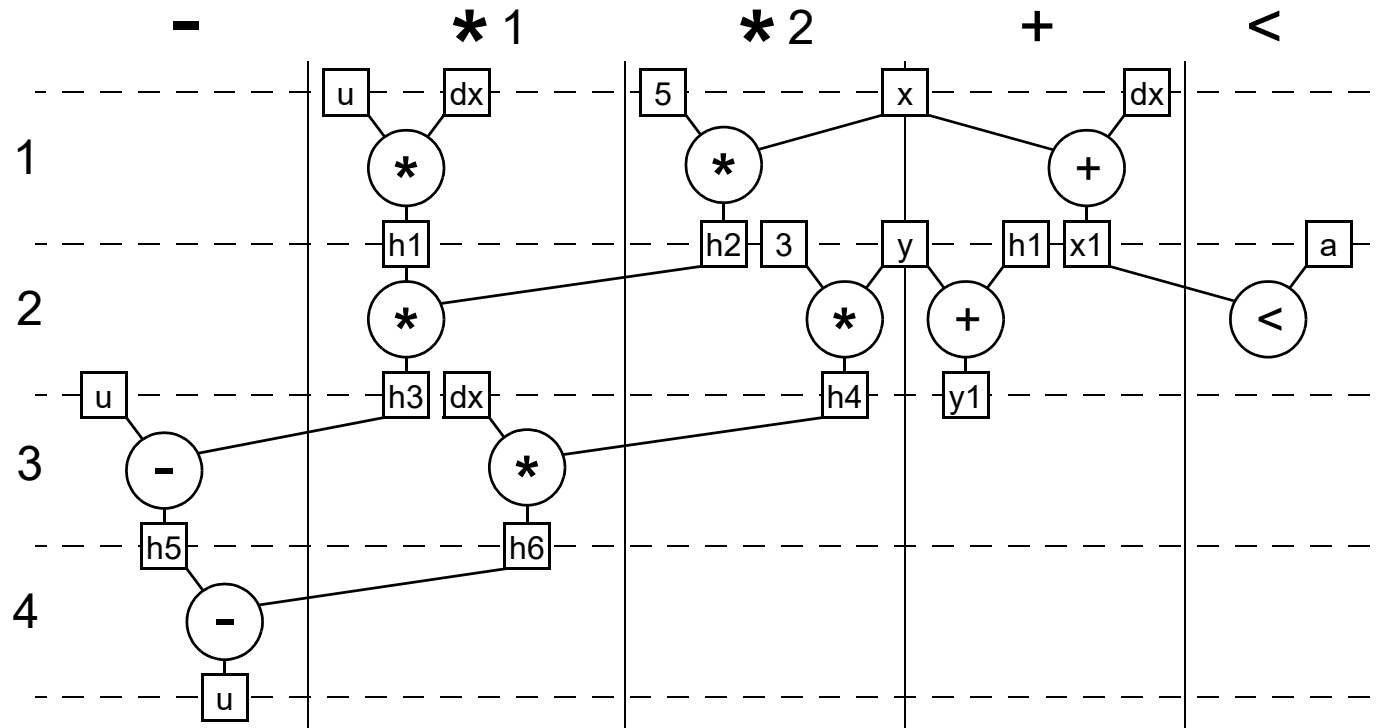 - * 1 * 2 + <
u dx 5 x dx
1 * * +
h1 h2 3 y h1 x1 a
2 * * + <
u h3 dx h4 y1
3 - *
h5 h6
4 -
u